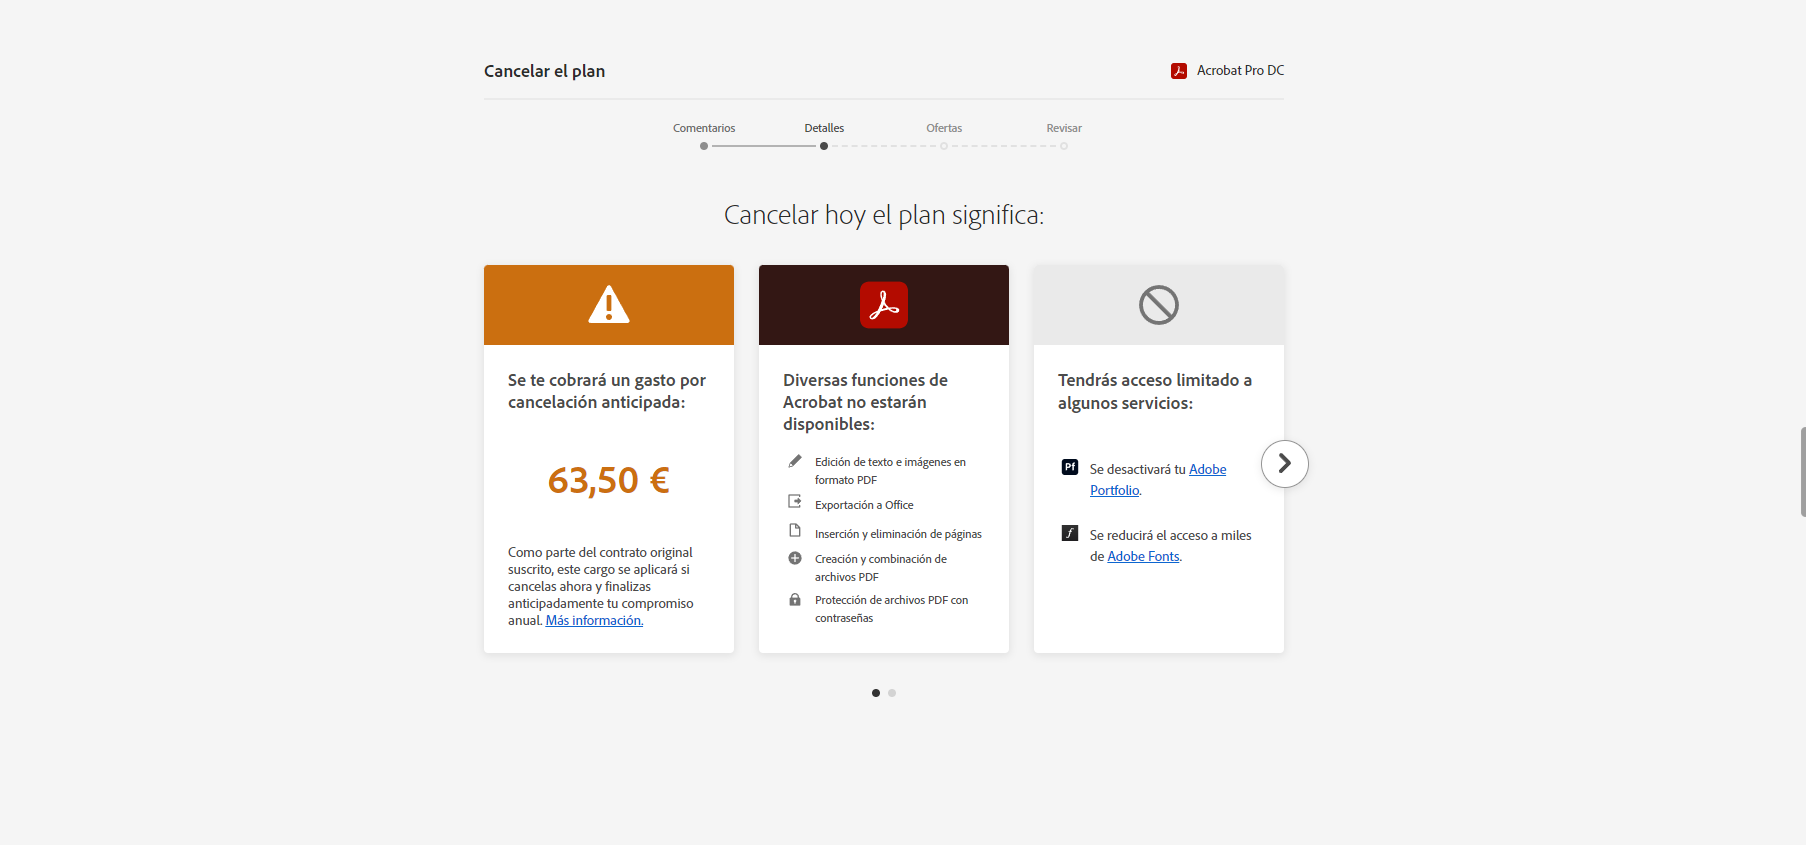 Cancelar el plan
Acrobat Pro DC
Comentarios
Detalles
Ofertas
Revisar
Cancelar hoy el plan significa:
Se te cobrará un gasto por
cancelación anticipada:
63,50 €
Como parte del contrato original
suscrito, este cargo se aplicará si
cancelas ahora y finalizas
anticipadamente tu compromiso
anual. Más información.
Diversas funciones de
Acrobat no estarán
disponibles:
Edición de texto e imágenes en
formato PDF
Exportación a Office
Inserción y eliminación de páginas
Creación y combinación de
archivos PDF
Protección de archivos PDF con
contraseñas
Tendrás acceso limitado a
algunos servicios:
Pf
Se desactivará tu Adobe
Portfolio.
f
Se reducirá el acceso a miles
de Adobe Fonts.